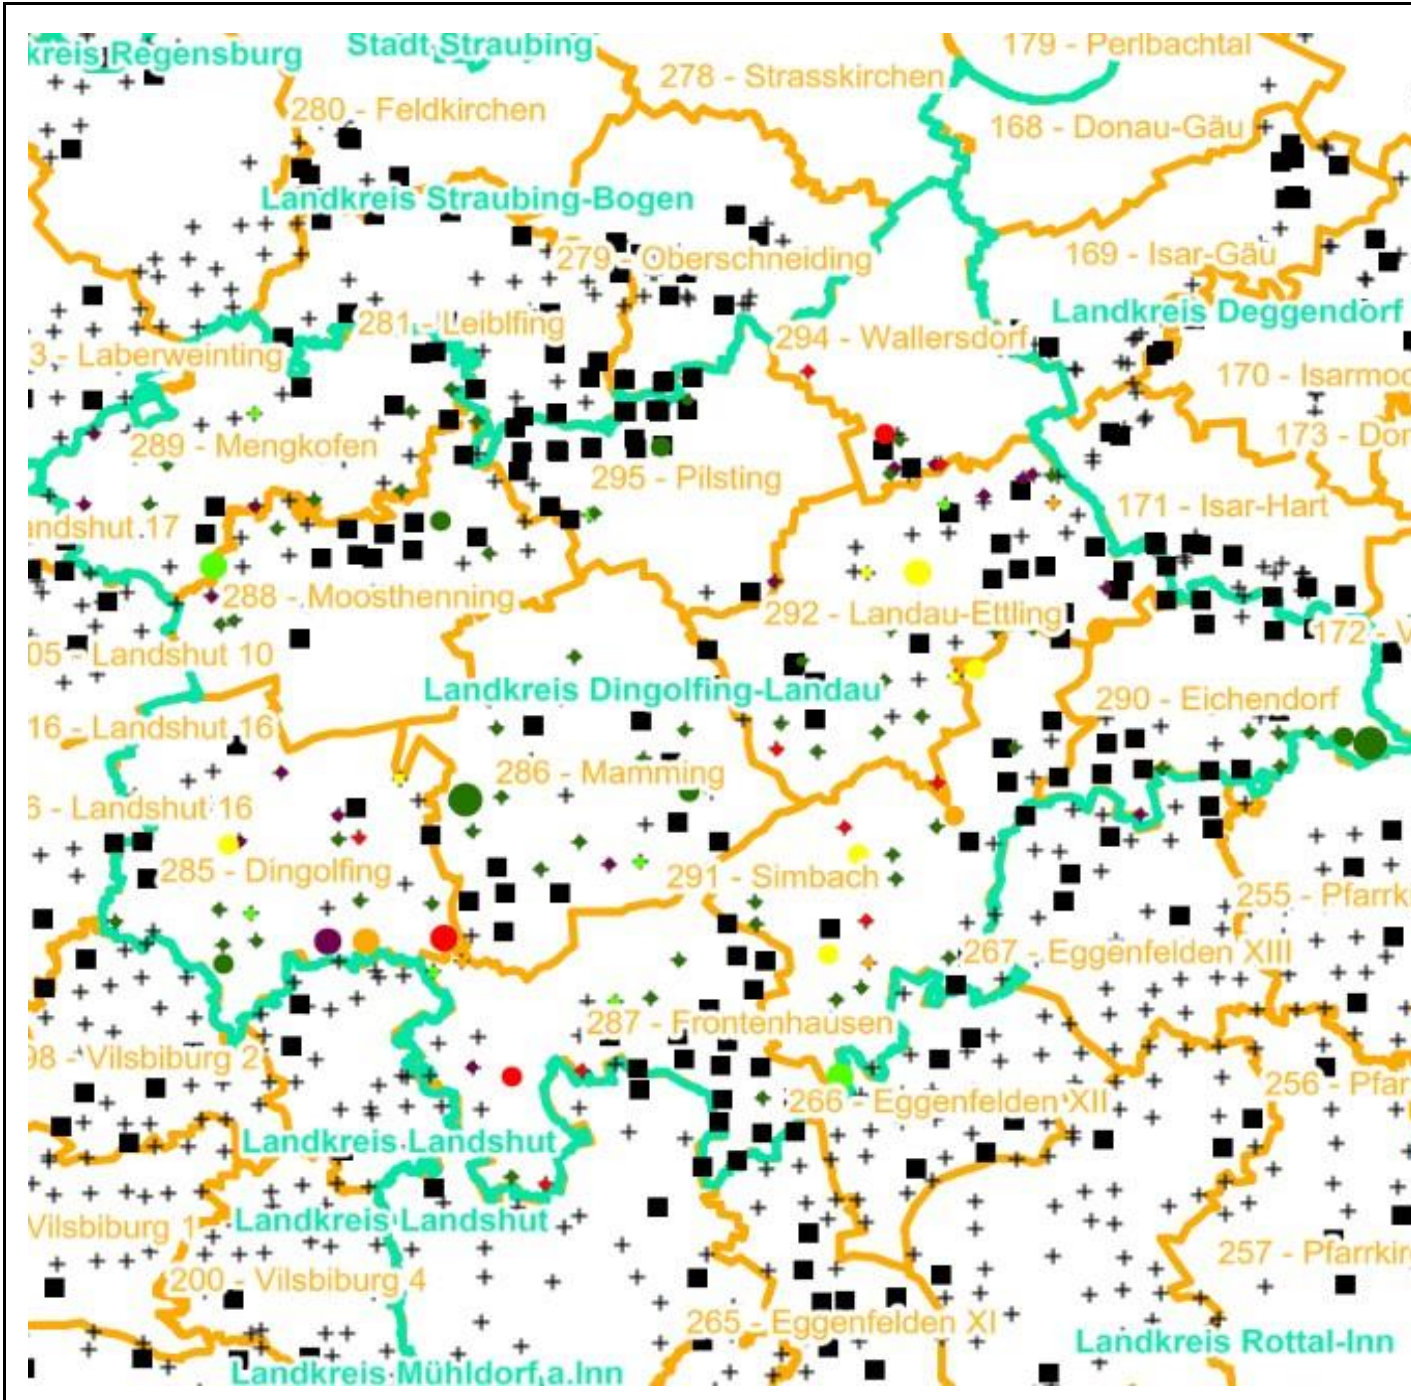 kreis Regensburg
Stadt Straubing
179 - Perlbachtal
278 - Strasskirchen
280 - Feldkirchen
168 - Donau-Gäu
Landkreis Straubing-Bogen
279 - Oberschneiding
169 - Isar-Gäu
Landkreis Deggendorf
281 - Leiblfing
294 - Wallersdorf
3 - Laberweinting
170 - Isarmoo
289 - Mengkofen
173 - Don
295 - Pilsting
171 - Isar-Hart
andshut 17
288 - Moosthenning
292 - Landau-Ettling
172 - V
05 - Landshut 10
Landkreis Dingolfing-Landau
290 - Eichendorf
16 - Landshut 16
286 - Mamming
6 - Landshut 16
285 - Dingolfing
291 - Simbach
255 - Pfarrk
267 - Eggenfelden XIII
287 - Frontenhausen
98 - Vilsbiburg 2
256 - Pfar
266 - Eggenfelden XII
Landkreis Landshut
Landkreis Landshut
Vilsbiburg 1
257 - Pfarrkir
200 - Vilsbiburg 4
265 - Eggenfelden XI
Landkreis Rottal-Inn
Landkreis Mühldorf a.Inn